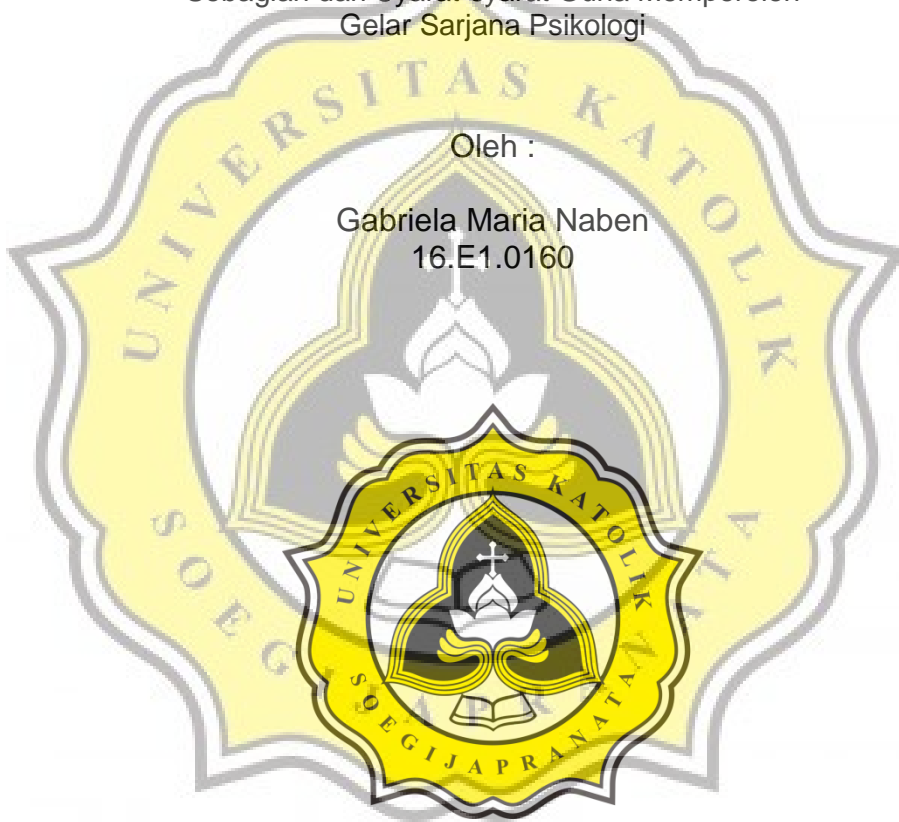 Gelar Sarjana Psikologi
Oleh :
Gabriela Maria Naben
16.E1.0160
UNIVERSITAS KATOLIK
SOEGIJAPRANATA
UNIVERSITAS KATOLIK
SOEGIJAPRANATA